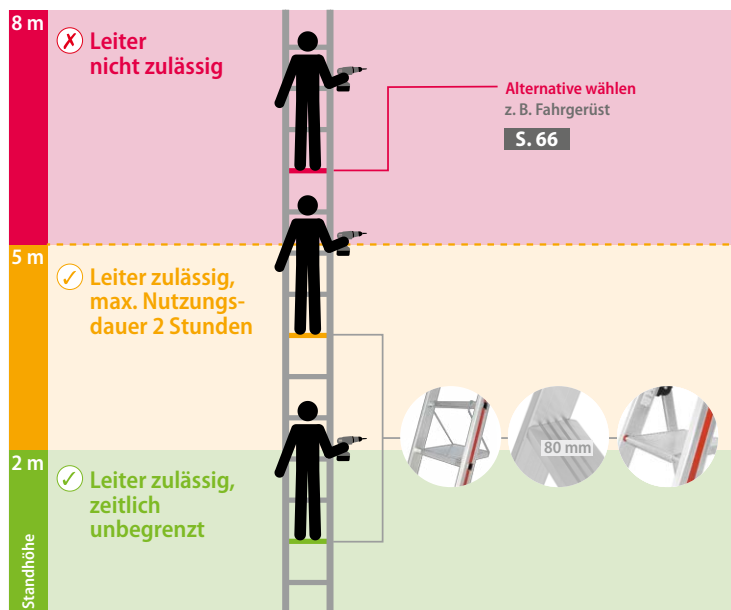 8 m
✗ Leiter
nicht zulässig
Alternative wählen
z. B. Fahrgerüst
S. 66
5 m
✓ Leiter zulässig,
max. Nutzungs-
dauer 2 Stunden
80 mm
2 m
✓ Leiter zulässig,
zeitlich
unbegrenzt
Standhöhe